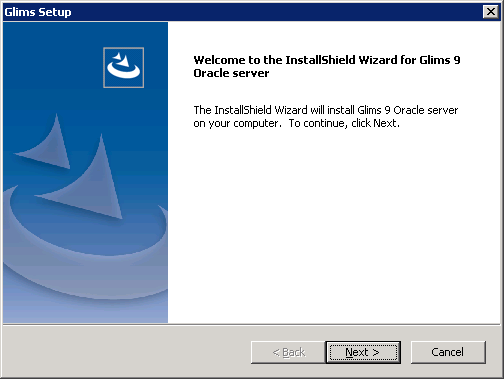 Glims Setup
Welcome to the InstallShield Wizard for Glims 9
Oracle server
The InstallShield Wizard will install Glims 9 Oracle server
on your computer. To continue, click Next.
< Back Next > Cancel